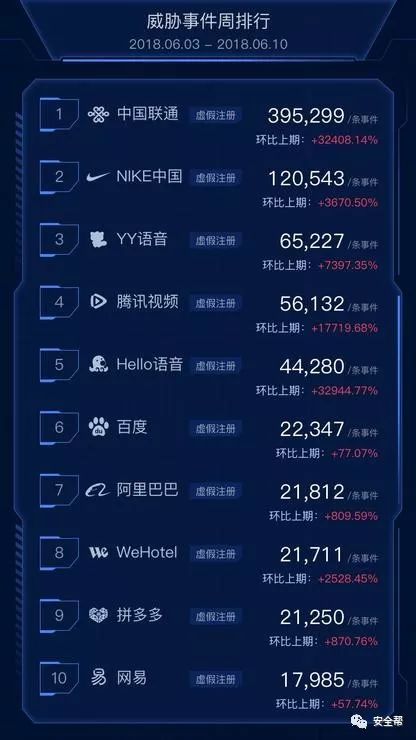 威胁事件周排行
2018.06.03 – 2018.06.10
1 中国联通 虚假注册 395,299 /条事件
环比上期：+32408.14%
2 NIKE中国 虚假注册 120,543 /条事件
环比上期：+3670.50%
3 YY语音 虚假注册 65,227 /条事件
环比上期：+7397.35%
4 腾讯视频 虚假注册 56,132 /条事件
环比上期：+17719.68%
5 Hello语音 虚假注册 44,280 /条事件
环比上期：+32944.77%
6 du 百度 虚假注册 22,347 /条事件
环比上期：+77.07%
7 阿里巴巴 虚假注册 21,812 /条事件
环比上期：+809.59%
8 We WeHotel 虚假注册 21,711 /条事件
环比上期：+2528.45%
9 拼多多 虚假注册 21,250 /条事件
环比上期：+870.76%
10 易 网易 虚假注册 17,985 /条事件
环比上期：+57.74%
安全帮